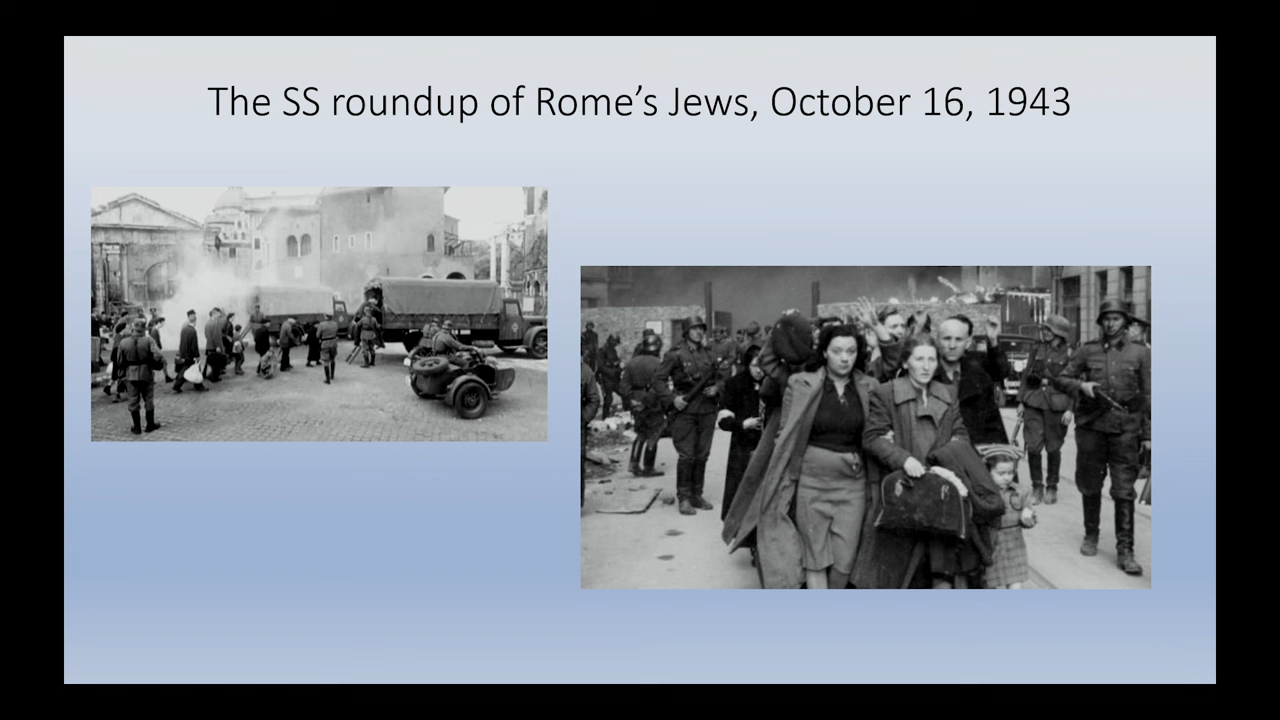 The SS roundup of Rome’s Jews, October 16, 1943